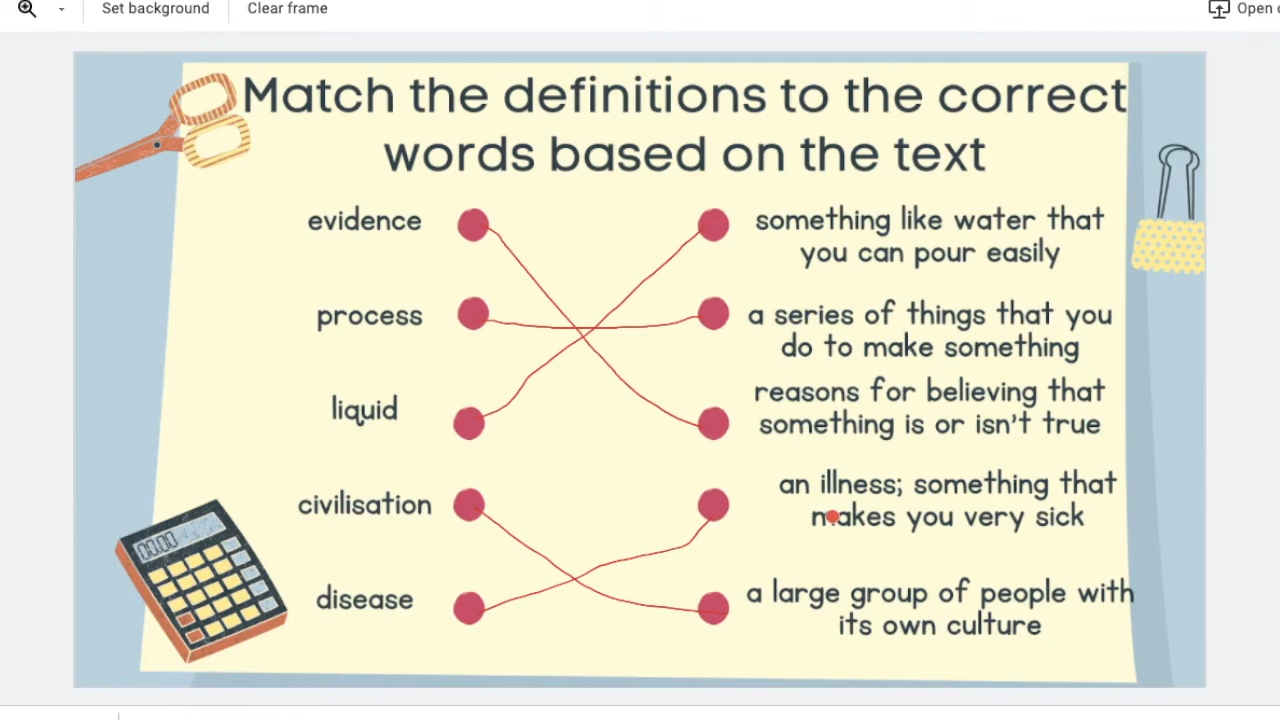 Set background
Clear frame
Open
Match the definitions to the correct
words based on the text
evidence
something like water that
you can pour easily
process
a series of things that you
do to make something
liquid
reasons for believing that
something is or isn't true
civilisation
an illness; something that
makes you very sick
disease
a large group of people with
its own culture
00.00